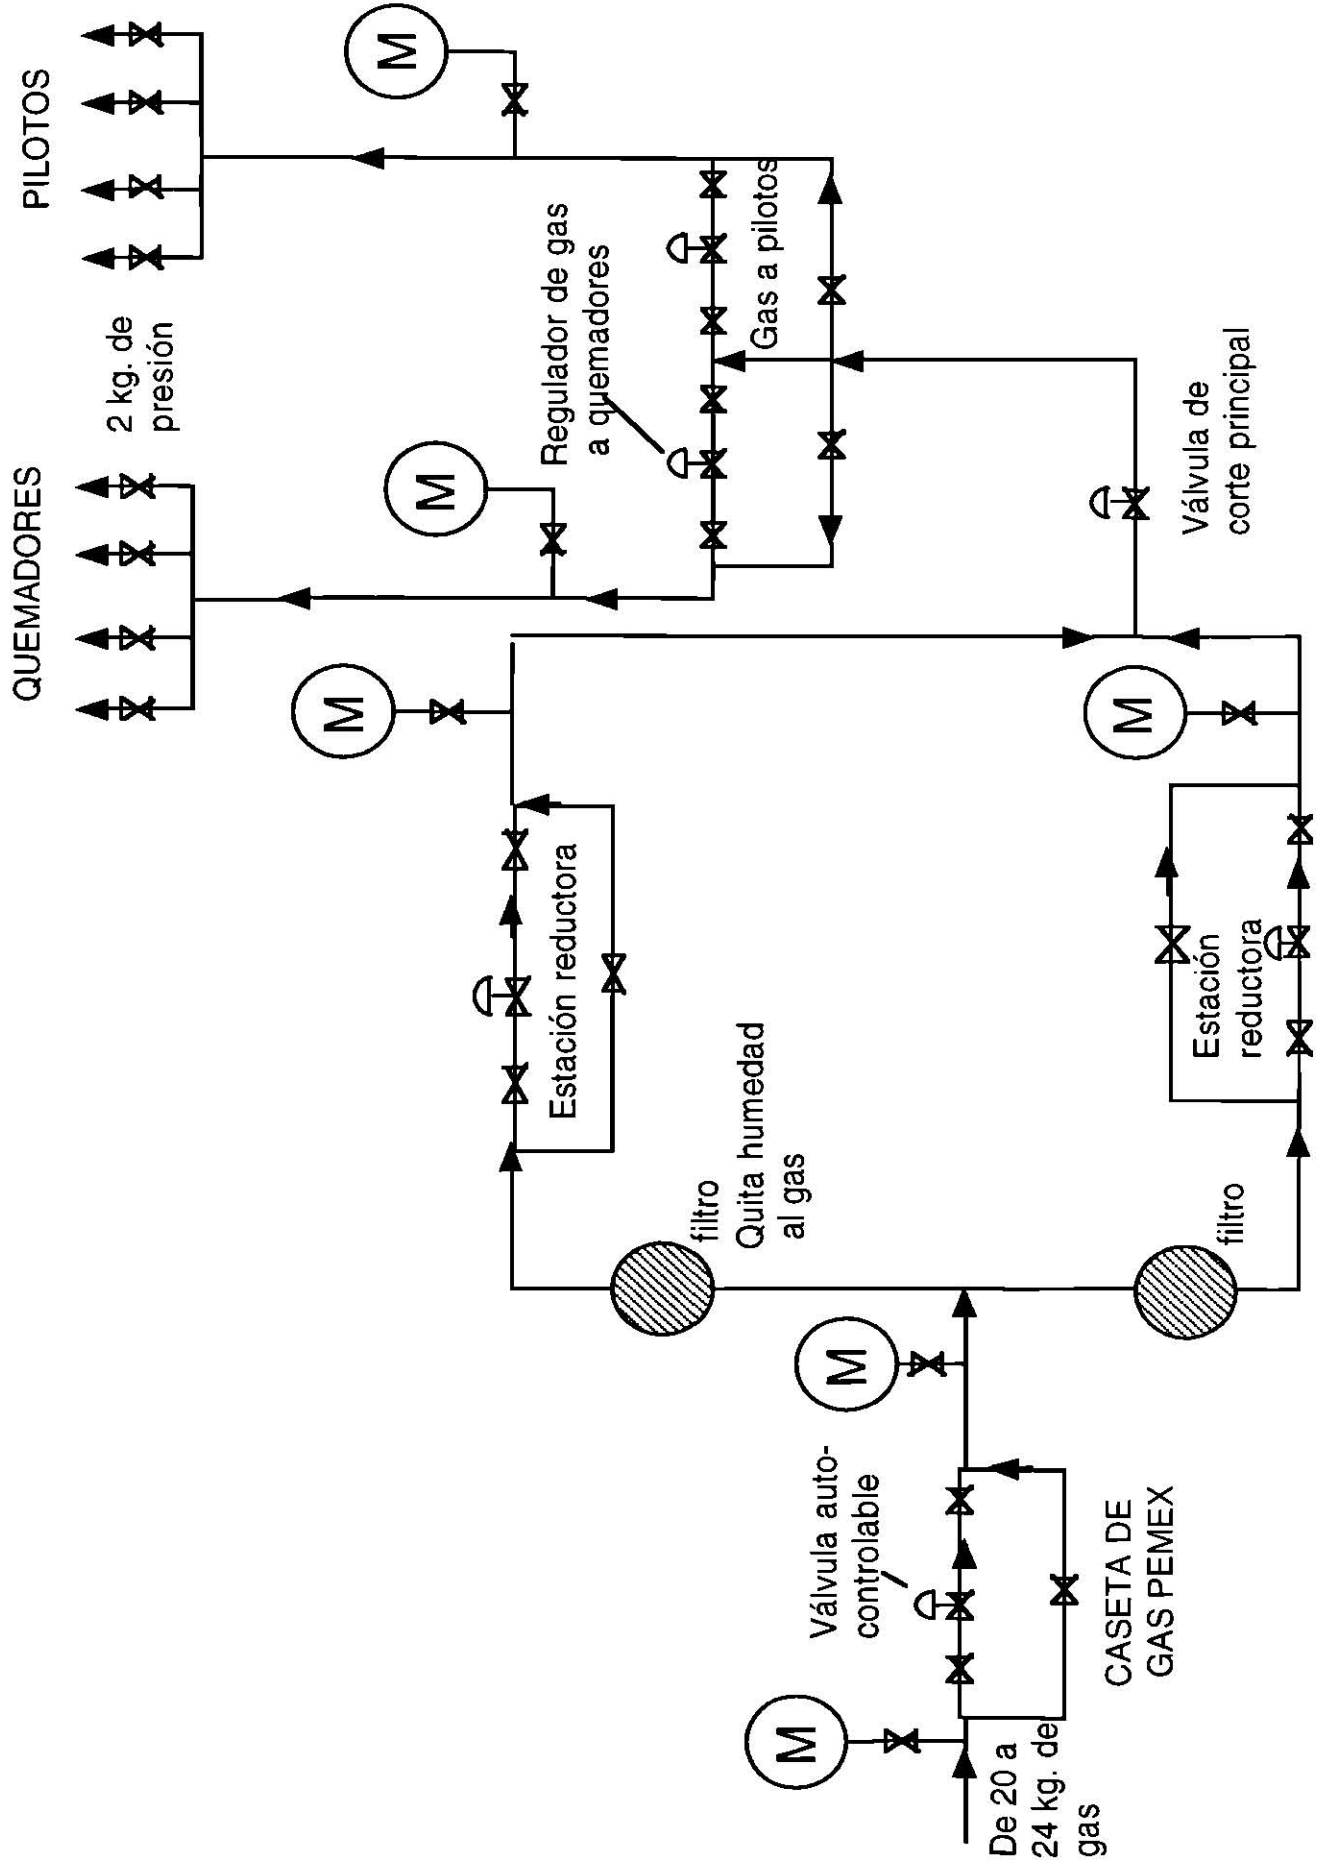 QUEMADORES
PILOTOS
2 kg. de
presión
M
M
M
Regulador de gas
a quemadores
Estación reductora
filtro
Quita humedad
al gas
Gas a pilotos
M
Válvula auto-
controlable
M
De 20 a
24 kg. de
gas
CASETA DE
GAS PEMEX
M
Válvula de
corte principal
Estación
reductora
filtro